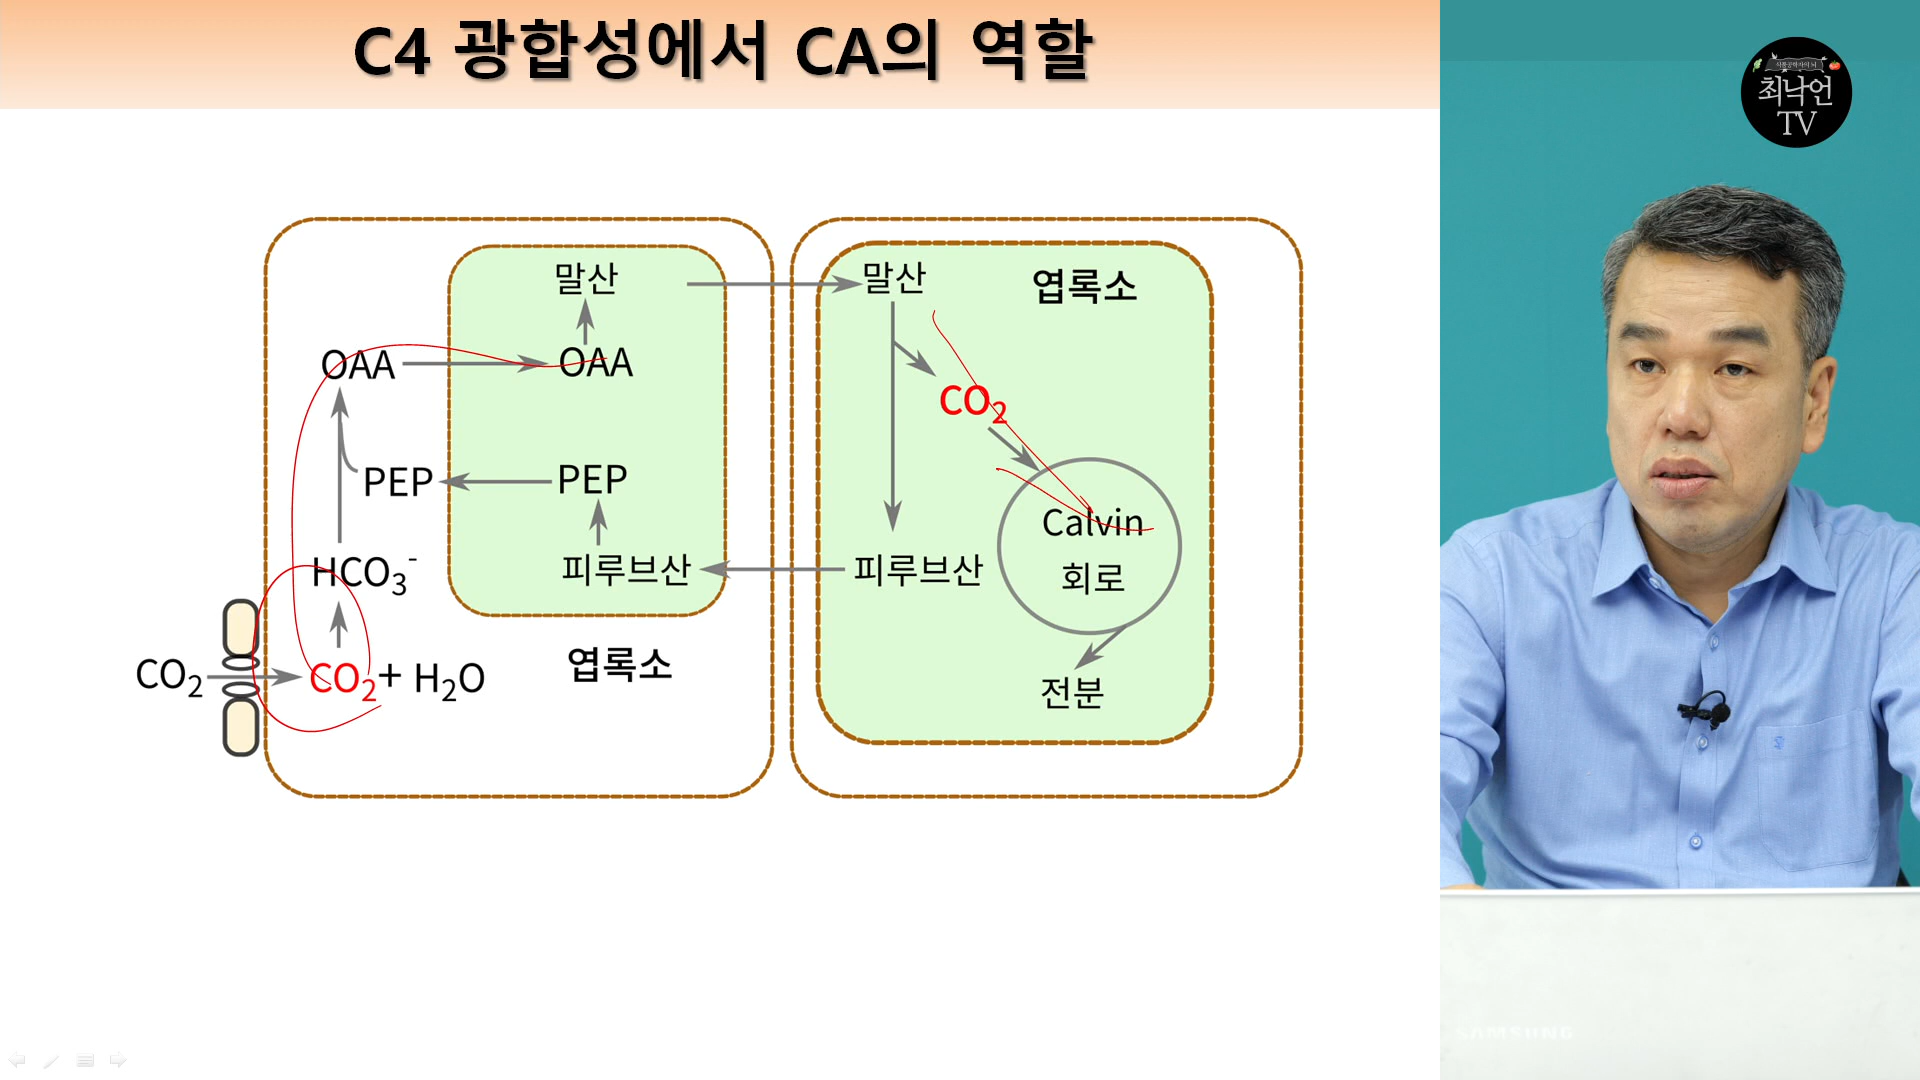 C4 광합성에서 CA의 역할
최낙언
TV
말산
말산
엽록소
OAA
OAA
CO₂
PEP
PEP
Calvin
회로
HCO₃⁻
피루브산
피루브산
CO₂
CO₂ + H₂O
엽록소
전분
SAMSUNG